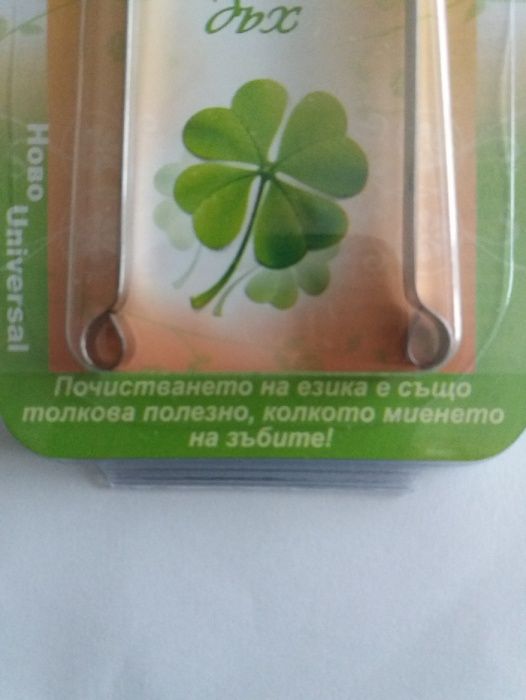 дъх
Ново Universal
Почистването на езика е също
толкова полезно, колкото миенето
на зъбите!